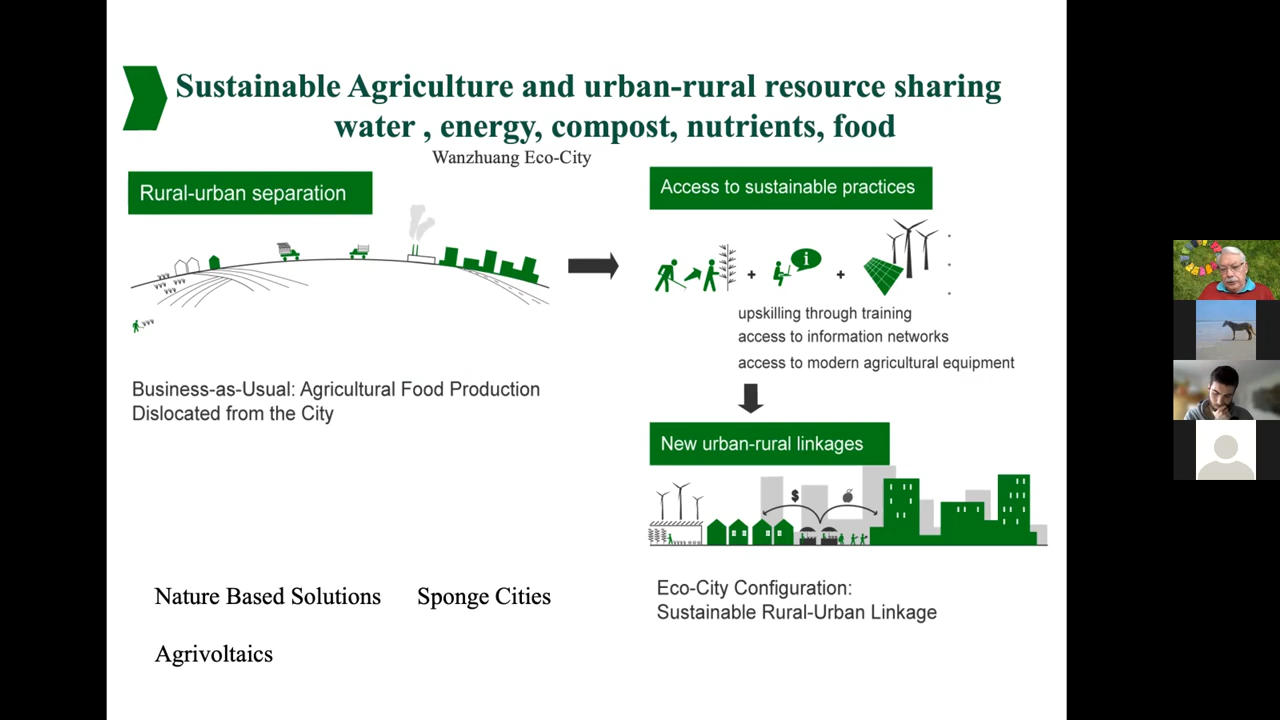 Sustainable Agriculture and urban-rural resource sharing
water , energy, compost, nutrients, food
Wanzhuang Eco-City
Rural-urban separation
Business-as-Usual: Agricultural Food Production
Dislocated from the City
Access to sustainable practices
i
+
+
upskilling through training
access to information networks
access to modern agricultural equipment
New urban-rural linkages
$
Eco-City Configuration:
Sustainable Rural-Urban Linkage
Nature Based Solutions
Sponge Cities
Agrivoltaics